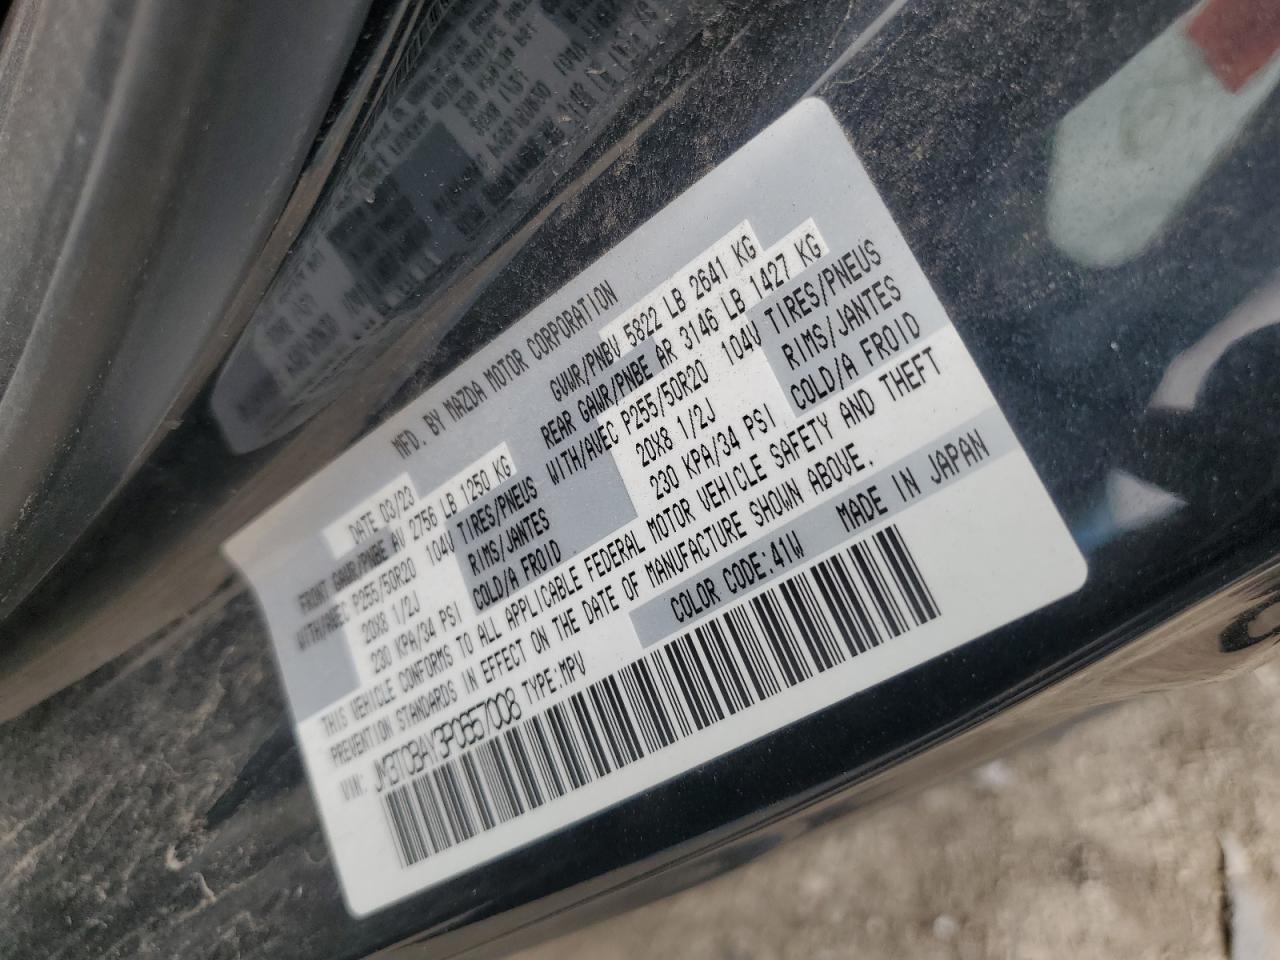 MFD. BY MAZDA MOTOR CORPORATION
DATE 03/23 GVWR/PNBV 5822 LB 2641 KG
FRONT GAWR/PNBE AV 2756 LB 1250 KG REAR GAWR/PNBE AR 3146 LB 1427 KG
WITH/AVEC P255/50R20 104V TIRES/PNEUS WITH/AVEC P255/50R20 104V TIRES/PNEUS
20X8 1/2J RIMS/JANTES 20X8 1/2J RIMS/JANTES
230 KPA/34 PSI COLD/A FROID 230 KPA/34 PSI COLD/A FROID
THIS VEHICLE CONFORMS TO ALL APPLICABLE FEDERAL MOTOR VEHICLE SAFETY AND THEFT
PREVENTION STANDARDS IN EFFECT ON THE DATE OF MANUFACTURE SHOWN ABOVE.
VIN: JM3TCBAY3P0557008 TYPE:MPV COLOR CODE:41W MADE IN JAPAN